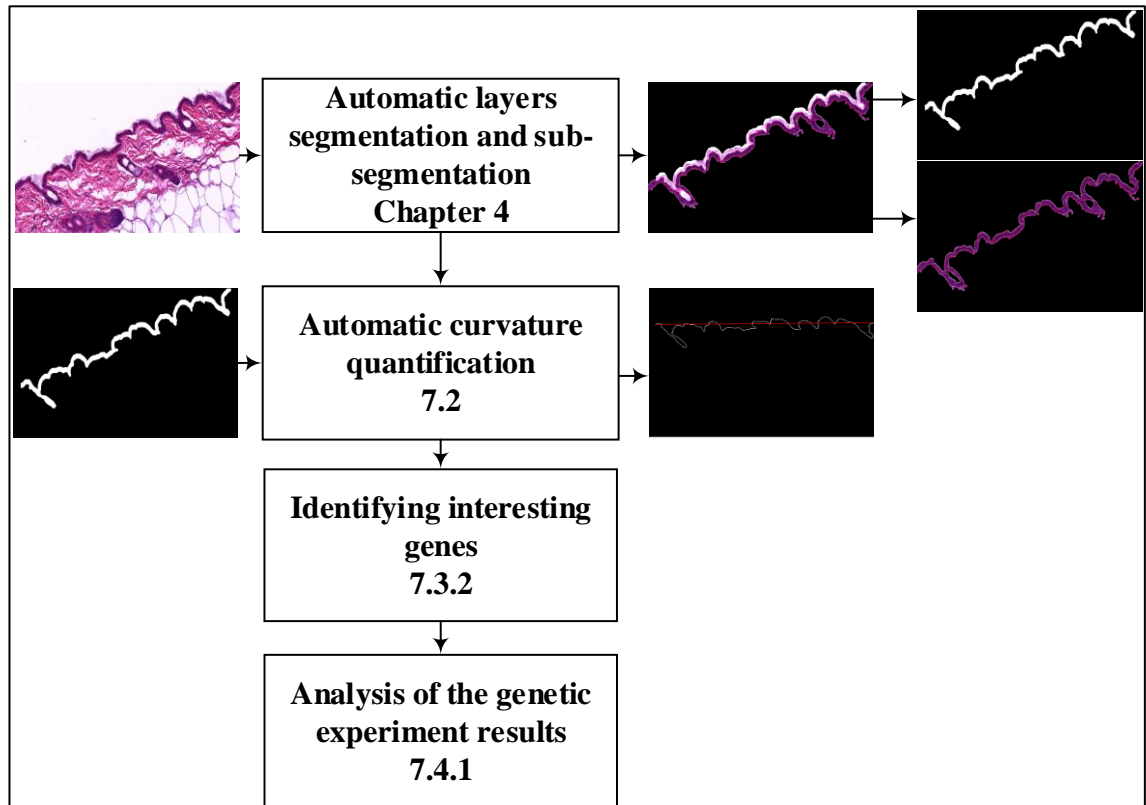 Automatic layers
segmentation and sub-
segmentation
Chapter 4
Automatic curvature
quantification
7.2
Identifying interesting
genes
7.3.2
Analysis of the genetic
experiment results
7.4.1